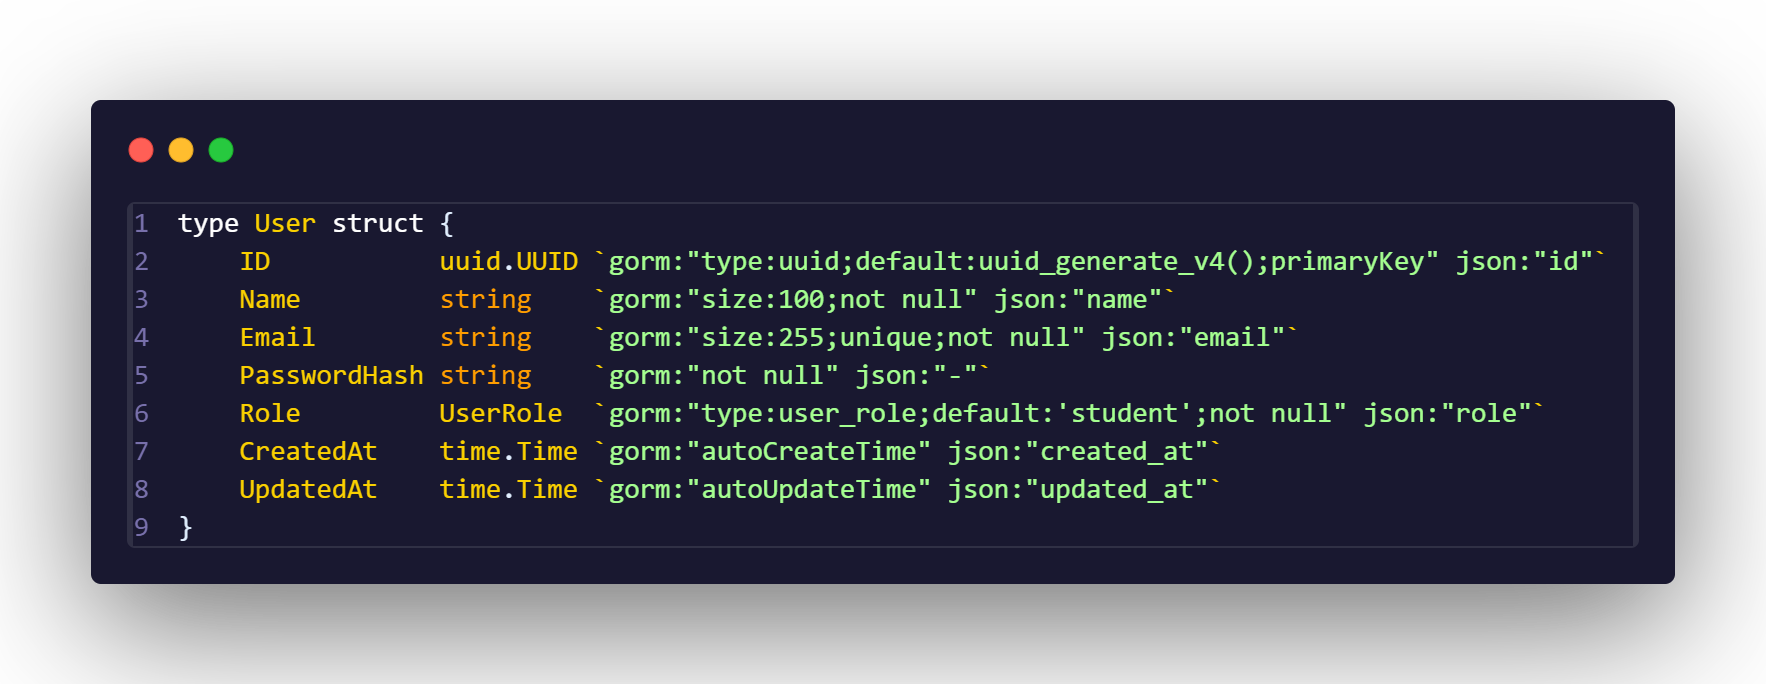 1 type User struct {
2     ID           uuid.UUID `gorm:"type:uuid;default:uuid_generate_v4();primaryKey" json:"id"`
3     Name         string    `gorm:"size:100;not null" json:"name"`
4     Email        string    `gorm:"size:255;unique;not null" json:"email"`
5     PasswordHash string    `gorm:"not null" json:"-"`
6     Role         UserRole  `gorm:"type:user_role;default:'student';not null" json:"role"`
7     CreatedAt    time.Time `gorm:"autoCreateTime" json:"created_at"`
8     UpdatedAt    time.Time `gorm:"autoUpdateTime" json:"updated_at"`
9 }